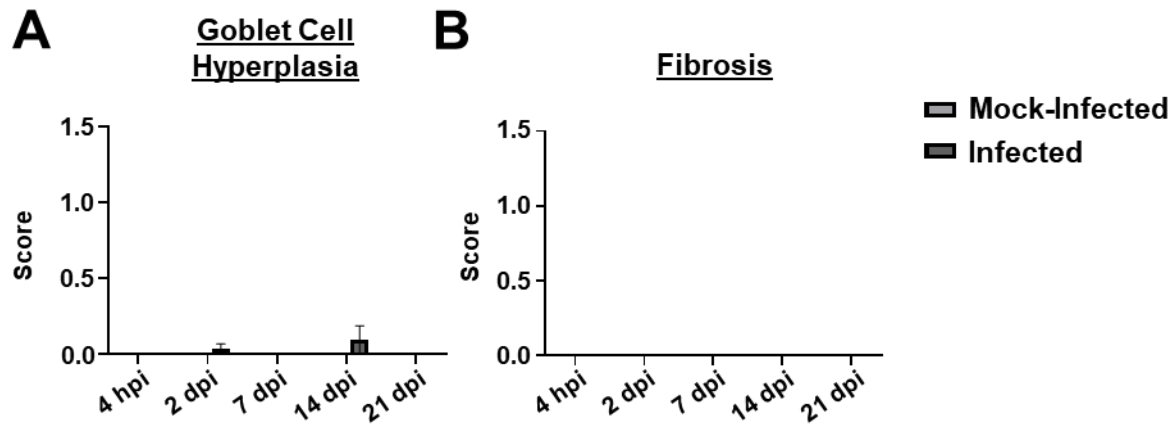 A
Goblet Cell
Hyperplasia
Score
1.5
1.0
0.5
0.0
4 hpi
2 dpi
7 dpi
14 dpi
21 dpi
B
Fibrosis
Score
1.5
1.0
0.5
0.0
4 hpi
2 dpi
7 dpi
14 dpi
21 dpi
Mock-Infected
Infected